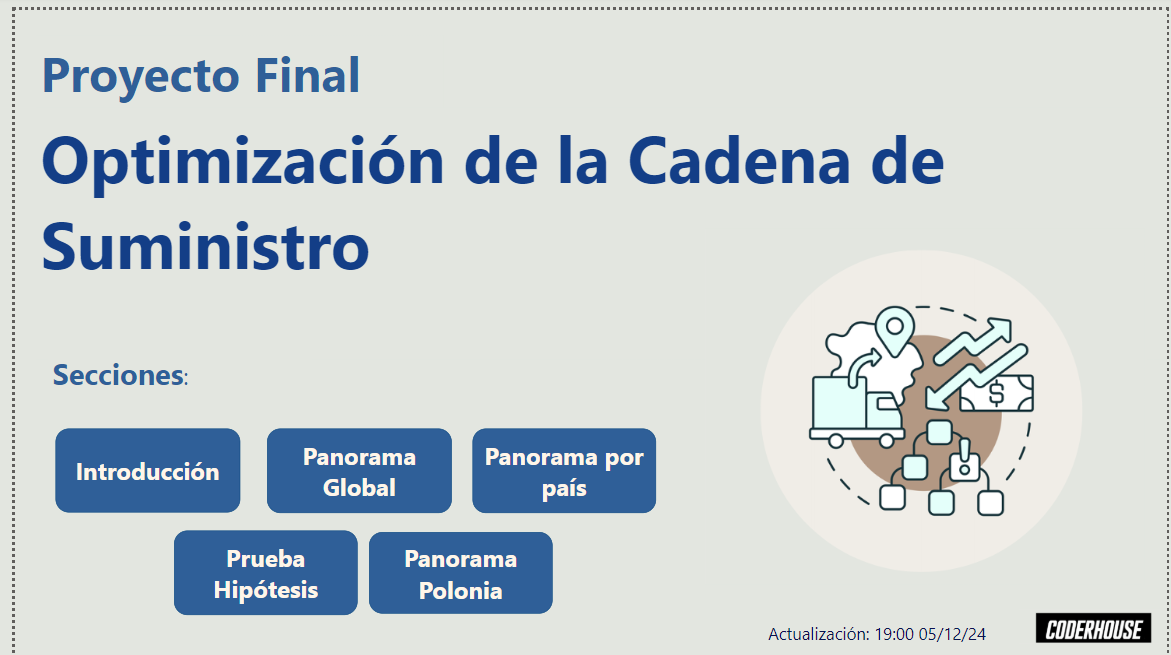 Proyecto Final
Optimización de la Cadena de
Suministro
Secciones:
Introducción
Panorama
Global
Panorama por
país
Prueba
Hipótesis
Panorama
Polonia
$
Actualización: 19:00 05/12/24
CODERHOUSE